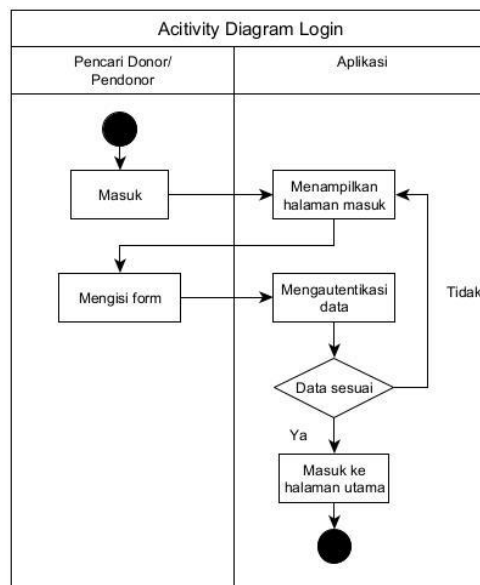 Acitivity Diagram Login
Pencari Donor/
Pendonor
Aplikasi
Masuk
Menampilkan
halaman masuk
Mengisi form
Mengautentikasi
data
Tidak
Data sesuai
Ya
Masuk ke
halaman utama